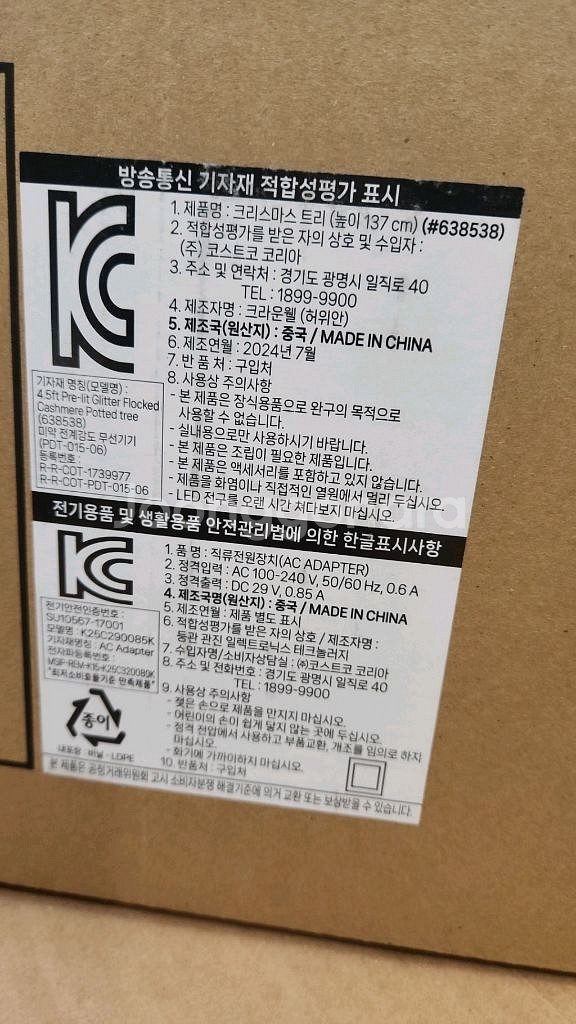 방송통신 기자재 적합성평가 표시
1. 제품명 : 크리스마스 트리 (높이 137 cm) (#638538)
2. 적합성평가를 받은 자의 상호 및 수입자 :
(주) 코스트코 코리아
3. 주소 및 연락처 : 경기도 광명시 일직로 40
TEL : 1899-9900
4. 제조자명 : 크라운웰 (허위안)
5. 제조국(원산지) : 중국 / MADE IN CHINA
6. 제조연월 : 2024년 7월
7. 반 품 처 : 구입처
8. 사용상 주의사항
- 본 제품은 장식용품으로 완구의 목적으로
사용할 수 없습니다.
- 실내용으로만 사용하시기 바랍니다.
- 본 제품은 조립이 필요한 제품입니다.
- 본 제품은 액세서리를 포함하고 있지 않습니다.
- 제품을 화염이나 직접적인 열원에서 멀리 두십시오.
- LED 전구를 오랜 시간 쳐다보지 마십시오.
기자재 명칭(모델명) :
4.5ft Pre-lit Glitter Flocked
Cashmere Potted tree
(638538)
미약 전계강도 무선기기
(PDT-015-06)
등록번호 :
R-R-COT-1739977
R-R-COT-PDT-015-06
전기용품 및 생활용품 안전관리법에 의한 한글표시사항
1. 품 명 : 직류전원장치(AC ADAPTER)
2. 정격입력 : AC 100-240 V, 50/60 Hz, 0.6 A
3. 정격출력 : DC 29 V, 0.85 A
4. 제조국명(원산지) : 중국 / MADE IN CHINA
5. 제조연월 : 제품 별도 표시
6. 적합성평가를 받은 자의 상호 / 제조자명 :
둥관 관진 일렉트로닉스 테크놀러지
7. 수입자명/소비자상담실 : ㈜코스트코 코리아
8. 주소 및 전화번호 : 경기도 광명시 일직로 40
TEL : 1899-9900
9. 사용상 주의사항
- 젖은 손으로 제품을 만지지 마십시오.
- 어린이의 손이 쉽게 닿지 않는 곳에 두십시오.
- 정격 전압에서 사용하고 부품교환, 개조를 임의로 하지
마십시오.
- 화기에 가까이하지 마십시오.
10. 반품처 : 구입처
전기안전인증번호 :
SU10567-17001
모델명 : K25C290085K
기자재명칭 : AC Adapter
전자파등록번호 :
MSIP-REM-K15-K25C320080K
"최저소비효율기준 만족제품"
종이
내포장 : 비닐 - LDPE
본 제품은 공정거래위원회 고시 소비자분쟁 해결기준에 의거 교환 또는 보상받을 수 있습니다.